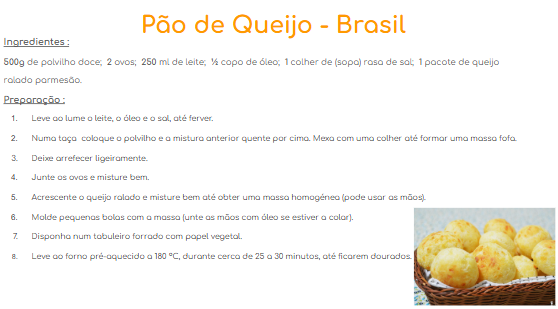 Pão de Queijo - Brasil
Ingredientes :
500g de polvilho doce; 2 ovos; 250 ml de leite; ½ copo de óleo; 1 colher de (sopa) rasa de sal; 1 pacote de queijo
ralado parmesão.
Preparação :
1. Leve ao lume o leite, o óleo e o sal, até ferver.
2. Numa taça coloque o polvilho e a mistura anterior quente por cima. Mexa com uma colher até formar uma massa fofa.
3. Deixe arrefecer ligeiramente.
4. Junte os ovos e misture bem.
5. Acrescente o queijo ralado e misture bem até obter uma massa homogénea (pode usar as mãos).
6. Molde pequenas bolas com a massa (unte as mãos com óleo se estiver a colar).
7. Disponha num tabuleiro forrado com papel vegetal.
8. Leve ao forno pré-aquecido a 180 ºC, durante cerca de 25 a 30 minutos, até ficarem dourados.